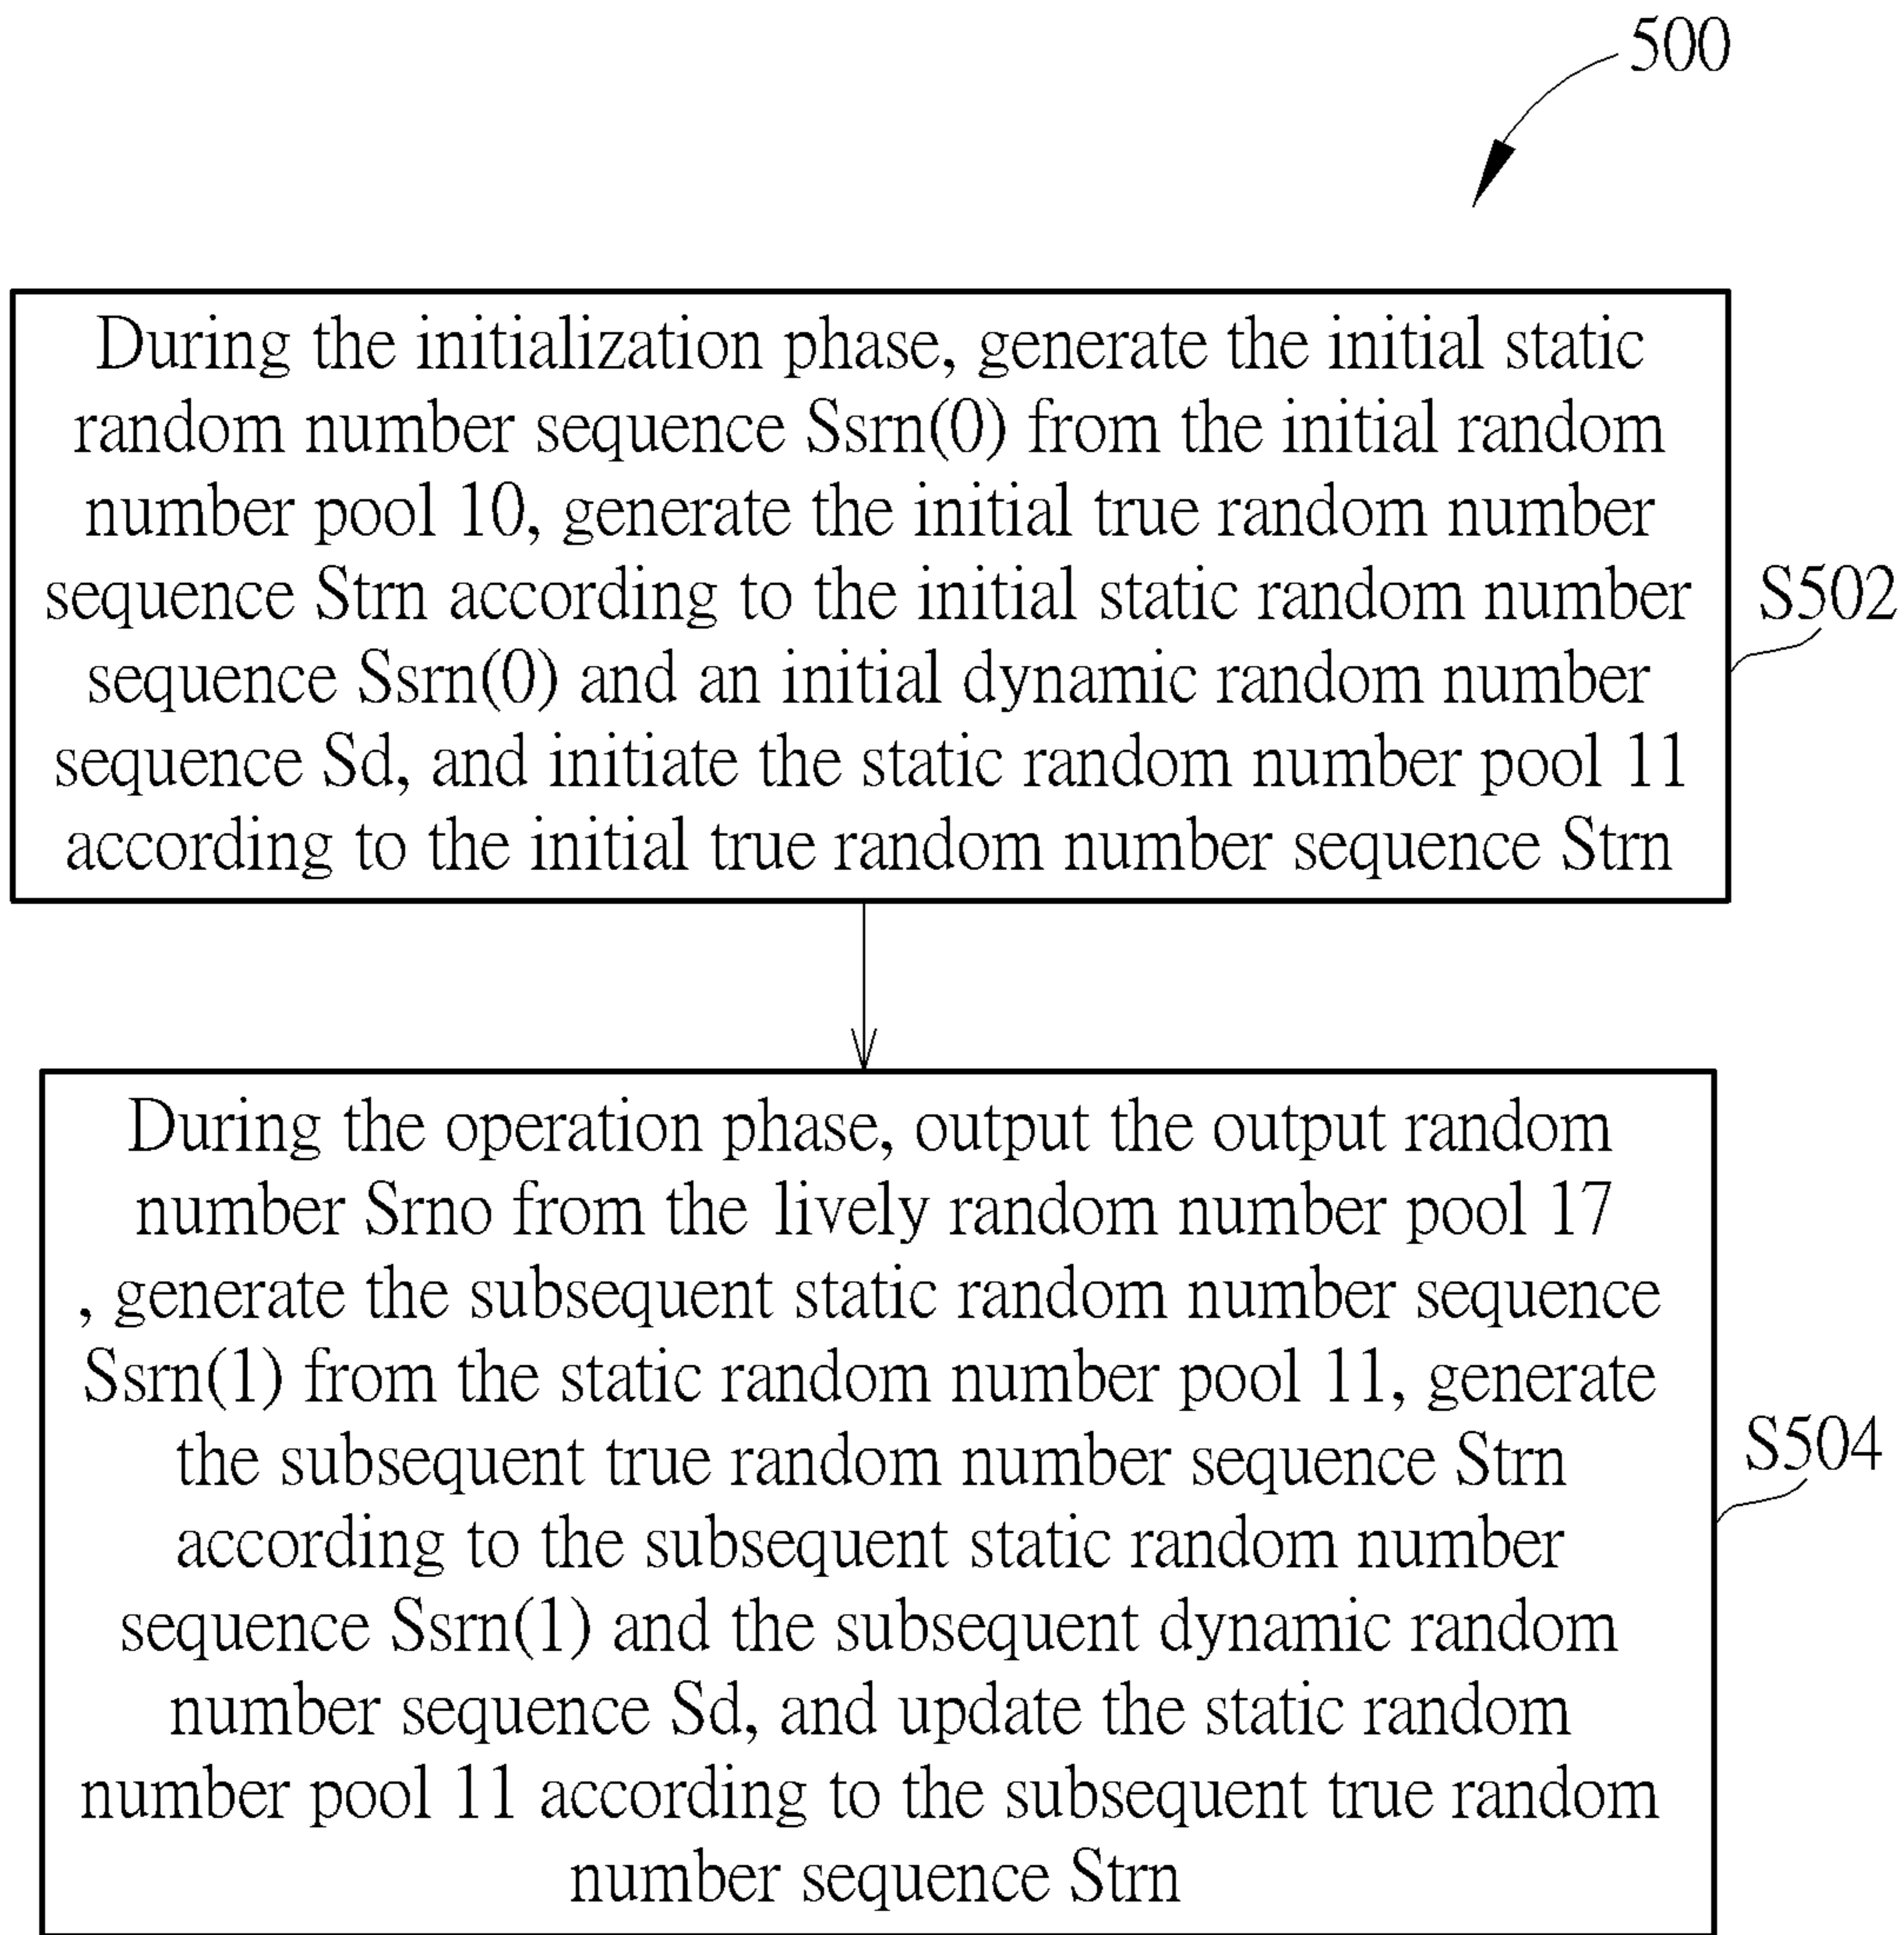 500
During the initialization phase, generate the initial static
random number sequence Ssrn(0) from the initial random
number pool 10, generate the initial true random number
sequence Strn according to the initial static random number
sequence Ssrn(0) and an initial dynamic random number
sequence Sd, and initiate the static random number pool 11
according to the initial true random number sequence Strn
S502
During the operation phase, output the output random
number Srno from the lively random number pool 17
, generate the subsequent static random number sequence
Ssrn(1) from the static random number pool 11, generate
the subsequent true random number sequence Strn
according to the subsequent static random number
sequence Ssrn(1) and the subsequent dynamic random
number sequence Sd, and update the static random
number pool 11 according to the subsequent true random
number sequence Strn
S504